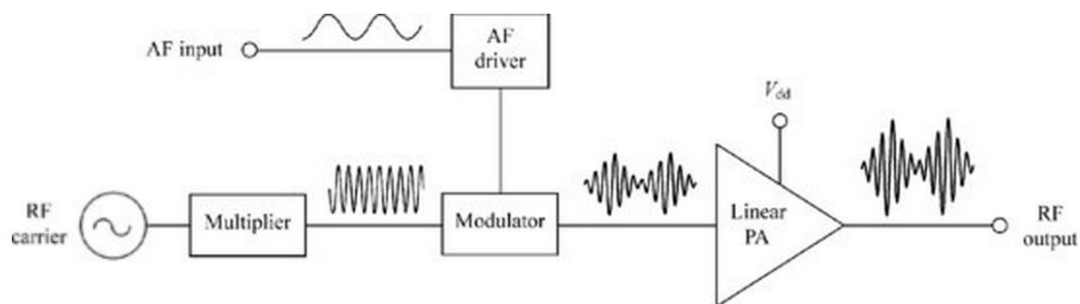 AF input
AF
driver
V_dd
RF
carrier
Multiplier
Modulator
Linear
PA
RF
output